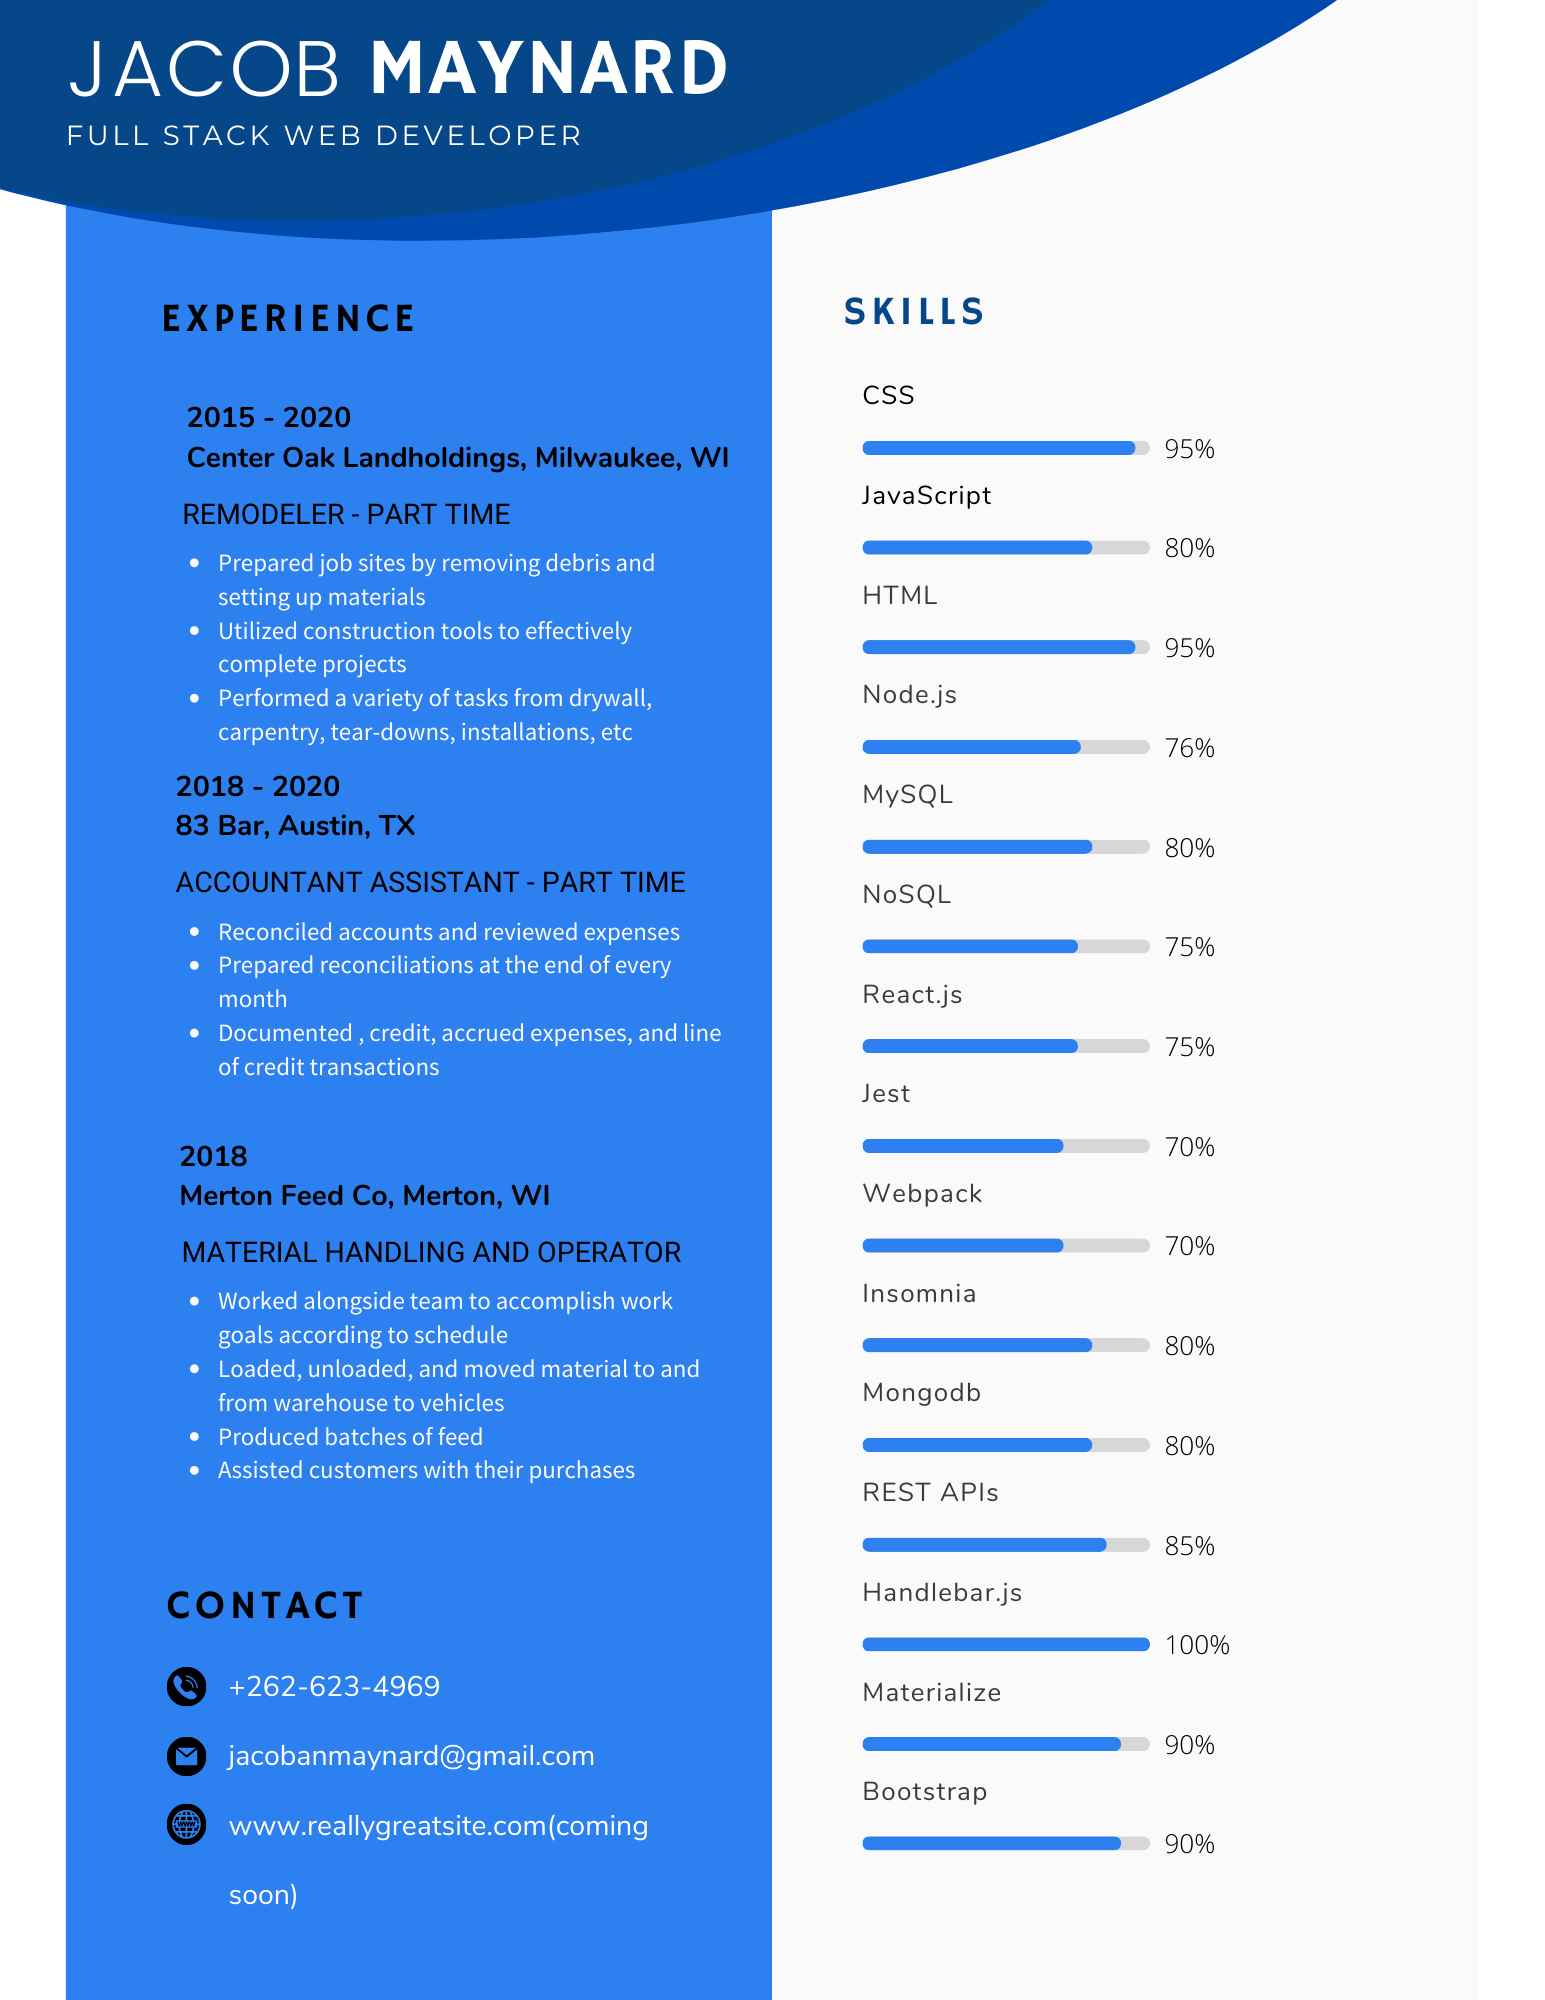 JACOB MAYNARD
FULL STACK WEB DEVELOPER
EXPERIENCE
2015 - 2020
Center Oak Landholdings, Milwaukee, WI
REMODELER - PART TIME
• Prepared job sites by removing debris and
setting up materials
• Utilized construction tools to effectively
complete projects
• Performed a variety of tasks from drywall,
carpentry, tear-downs, installations, etc
2018 - 2020
83 Bar, Austin, TX
ACCOUNTANT ASSISTANT - PART TIME
• Reconciled accounts and reviewed expenses
• Prepared reconciliations at the end of every
month
• Documented , credit, accrued expenses, and line
of credit transactions
2018
Merton Feed Co, Merton, WI
MATERIAL HANDLING AND OPERATOR
• Worked alongside team to accomplish work
goals according to schedule
• Loaded, unloaded, and moved material to and
from warehouse to vehicles
• Produced batches of feed
• Assisted customers with their purchases
CONTACT
+262-623-4969
jacobanmaynard@gmail.com
www.reallygreatsite.com(coming
soon)
SKILLS
CSS
95%
JavaScript
80%
HTML
95%
Node.js
76%
MySQL
80%
NoSQL
75%
React.js
75%
Jest
70%
Webpack
70%
Insomnia
80%
Mongodb
80%
REST APIs
85%
Handlebar.js
100%
Materialize
90%
Bootstrap
90%